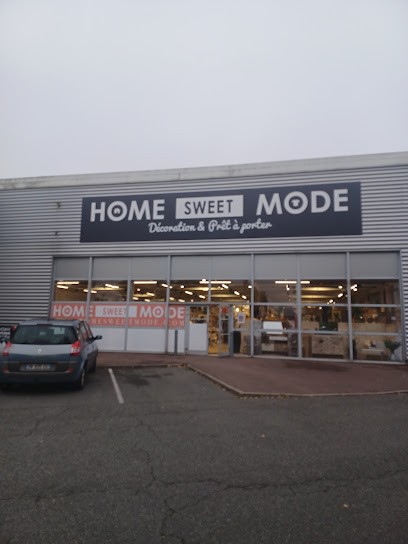 HOME SWEET MODE
Décoration & Prêt à porter
HOME SWEET MODE